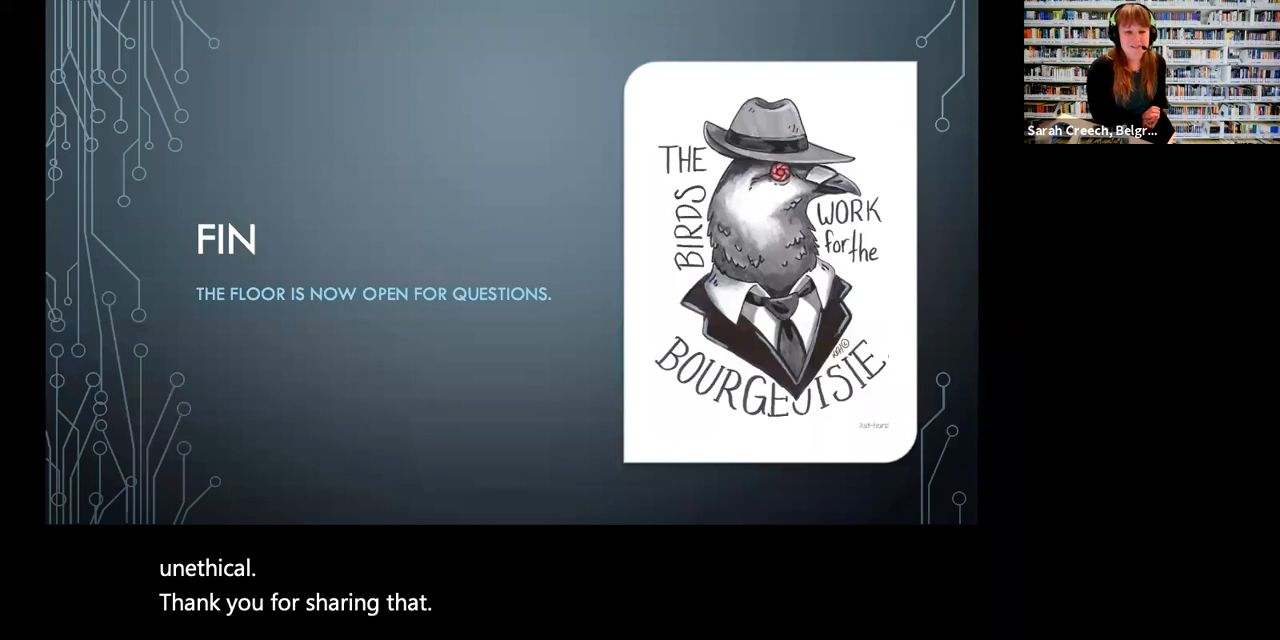 FIN
THE FLOOR IS NOW OPEN FOR QUESTIONS.
THE
BIRDS
WORK
for the
BOURGEOISIE.
Sarah Creech, Belgr...
unethical.
Thank you for sharing that.